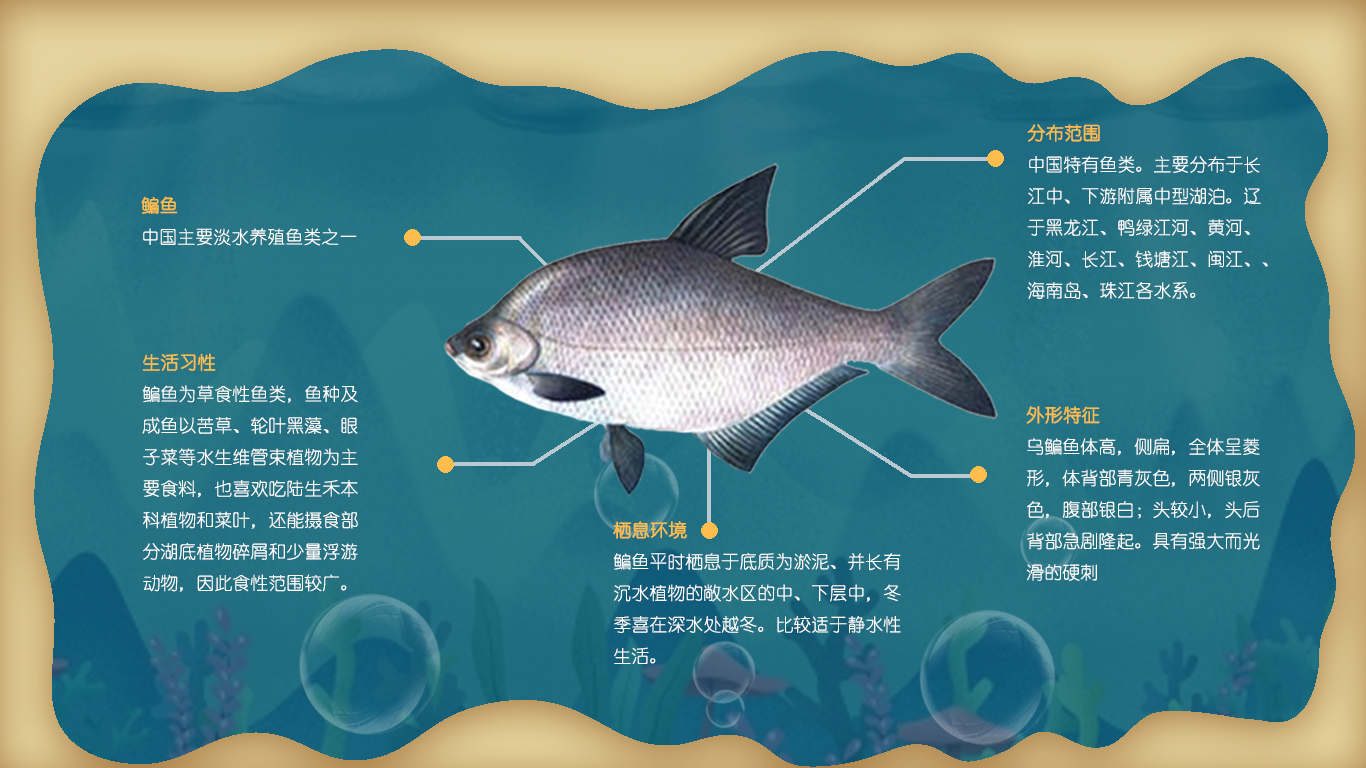 鳊鱼
中国主要淡水养殖鱼类之一
生活习性
鳊鱼为草食性鱼类，鱼种及
成鱼以苦草、轮叶黑藻、眼
子菜等水生维管束植物为主
要食料，也喜欢吃陆生禾本
科植物和菜叶，还能摄食部
分湖底植物碎屑和少量浮游
动物，因此食性范围较广。
栖息环境
鳊鱼平时栖息于底质为淤泥、并长有
沉水植物的敞水区的中、下层中，冬
季喜在深水处越冬。比较适于静水性
生活。
分布范围
中国特有鱼类。主要分布于长
江中、下游附属中型湖泊。辽
于黑龙江、鸭绿江河、黄河、
淮河、长江、钱塘江、闽江、、
海南岛、珠江各水系。
外形特征
乌鳊鱼体高，侧扁，全体呈菱
形，体背部青灰色，两侧银灰
色，腹部银白；头较小，头后
背部急剧隆起。具有强大而光
滑的硬刺